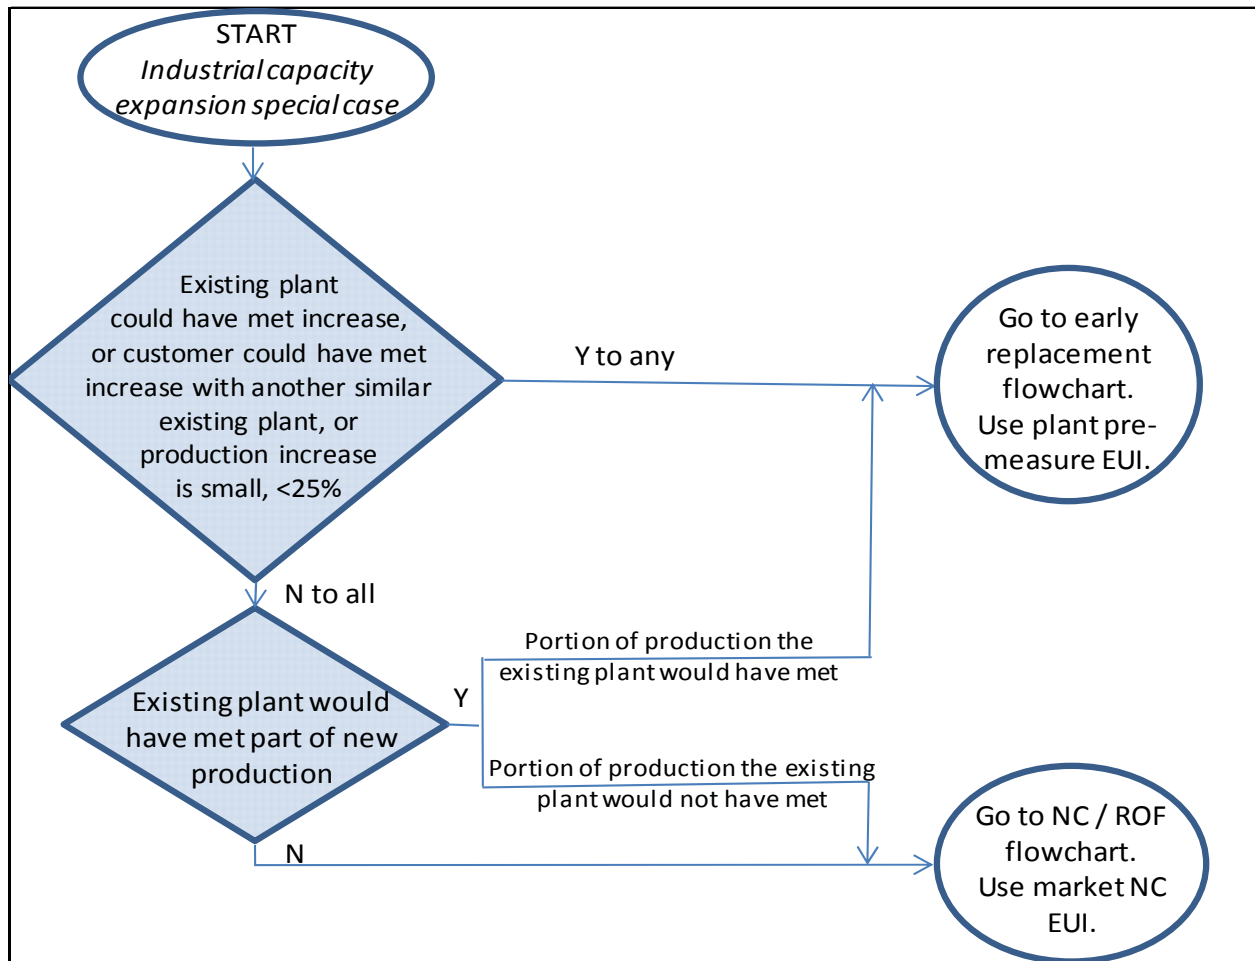 START
Industrial capacity
expansion special case
Existing plant
could have met increase,
or customer could have met
increase with another similar
existing plant, or
production increase
is small, <25%
Y to any
Go to early
replacement
flowchart.
Use plant pre-
measure EUI.
N to all
Existing plant would
have met part of new
production
Y
Portion of production the
existing plant would have met
Portion of production the existing
plant would not have met
N
Go to NC / ROF
flowchart.
Use market NC
EUI.